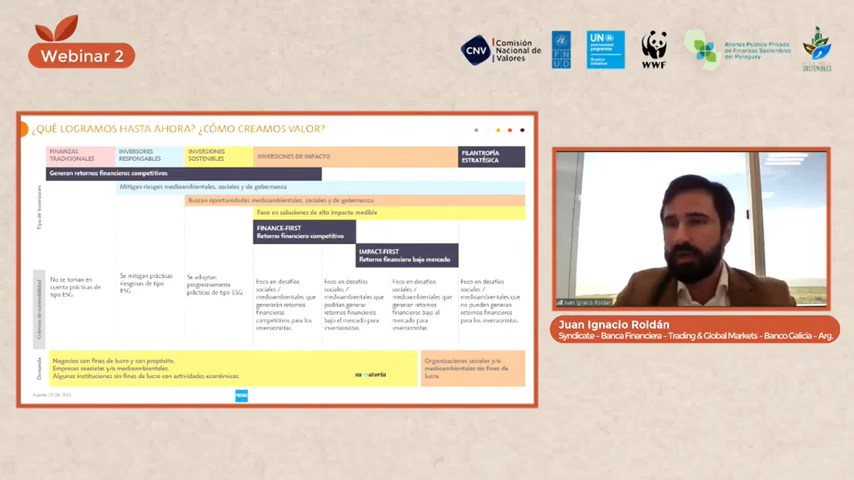 Webinar 2
CNV
Comisión
Nacional de
Valores
PNUD
UN
WWF
Alianza Público Privada
de Finanzas Sostenibles
del Paraguay
SOSTENIBLES
¿QUÉ LOGRAMOS HASTA AHORA? ¿CÓMO CREAMOS VALOR?
FINANZAS
TRADICIONALES
INVERSORES
RESPONSABLES
INVERSIONES
SOSTENIBLES
INVERSIONES DE IMPACTO
FILANTROPÍA
ESTRATÉGICA
Generan retornos financieros competitivos
Mitigan riesgos medioambientales, sociales y de gobernanza
Buscan oportunidades medioambientales, sociales y de gobernanza
Foco en soluciones de alto impacto medible
FINANCE-FIRST
Retorno financiero competitivo
IMPACT-FIRST
Retorno financiero bajo mercado
Tipo de inversiones
No se toman en
cuenta prácticas de
tipo ESG.
Se mitigan prácticas
riesgosas de tipo
ESG.
Se adoptan
progresivamente
prácticas de tipo ESG.
Foco en desafíos
sociales /
medioambientales que
generarán retornos
financieros
competitivos para los
inversionistas.
Foco en desafíos
sociales /
medioambientales que
podrían generar
retornos financieros
bajo el mercado para
inversionistas.
Foco en desafíos
sociales /
medioambientales que
generan retornos
financieros bajo el
mercado para
inversionistas.
Foco en desafíos
sociales /
medioambientales que
no pueden generar
retornos financieros
para los inversionistas.
Demanda
Negocios con fines de lucro y con propósito.
Empresas sociales y/o medioambientales.
Algunas instituciones sin fines de lucro con actividades económicas.
sumatoria
Organizaciones sociales y/o
medioambientales sin fines de
lucro.
Juan Ignacio Roldán
Juan Ignacio Roldán
Syndicate - Banca Financiera - Trading & Global Markets - Banco Galicia - Arg.